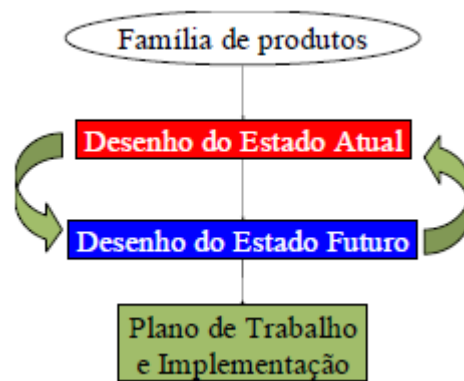 Família de produtos
Desenho do Estado Atual
Desenho do Estado Futuro
Plano de Trabalho
e Implementação